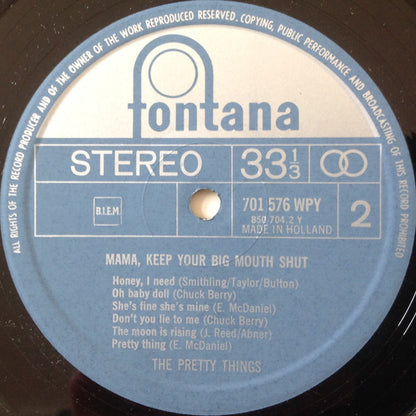 ALL RIGHTS OF THE RECORD PRODUCER AND OF THE OWNER OF THE WORK REPRODUCED RESERVED. COPYING, PUBLIC PERFORMANCE AND BROADCASTING OF THIS RECORD PROHIBITED
fontana
STEREO 33 1/3
B.I.E.M.
701 576 WPY
850 704.2 Y
MADE IN HOLLAND
2
MAMA, KEEP YOUR BIG MOUTH SHUT
Honey, I need (Smithling/Taylor/Button)
Oh baby doll (Chuck Berry)
She's fine she's mine (E. McDaniel)
Don't you lie to me (Chuck Berry)
The moon is rising (J. Reed/Abner)
Pretty thing (E. McDaniel)
THE PRETTY THINGS